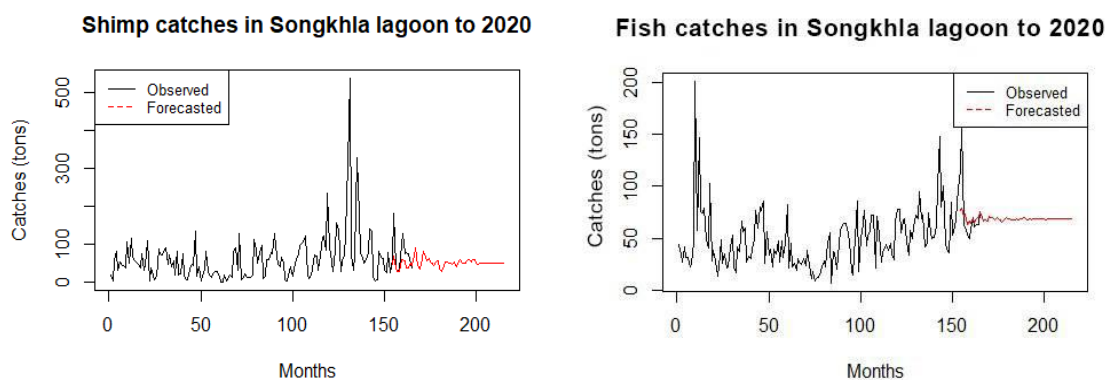 Shimp catches in Songkhla lagoon to 2020
Observed
Forecasted
Catches (tons)
500
300
100
0
0 50 100 150 200
Months
Fish catches in Songkhla lagoon to 2020
Observed
Forecasted
Catches (tons)
200
150
100
50
0
0 50 100 150 200
Months